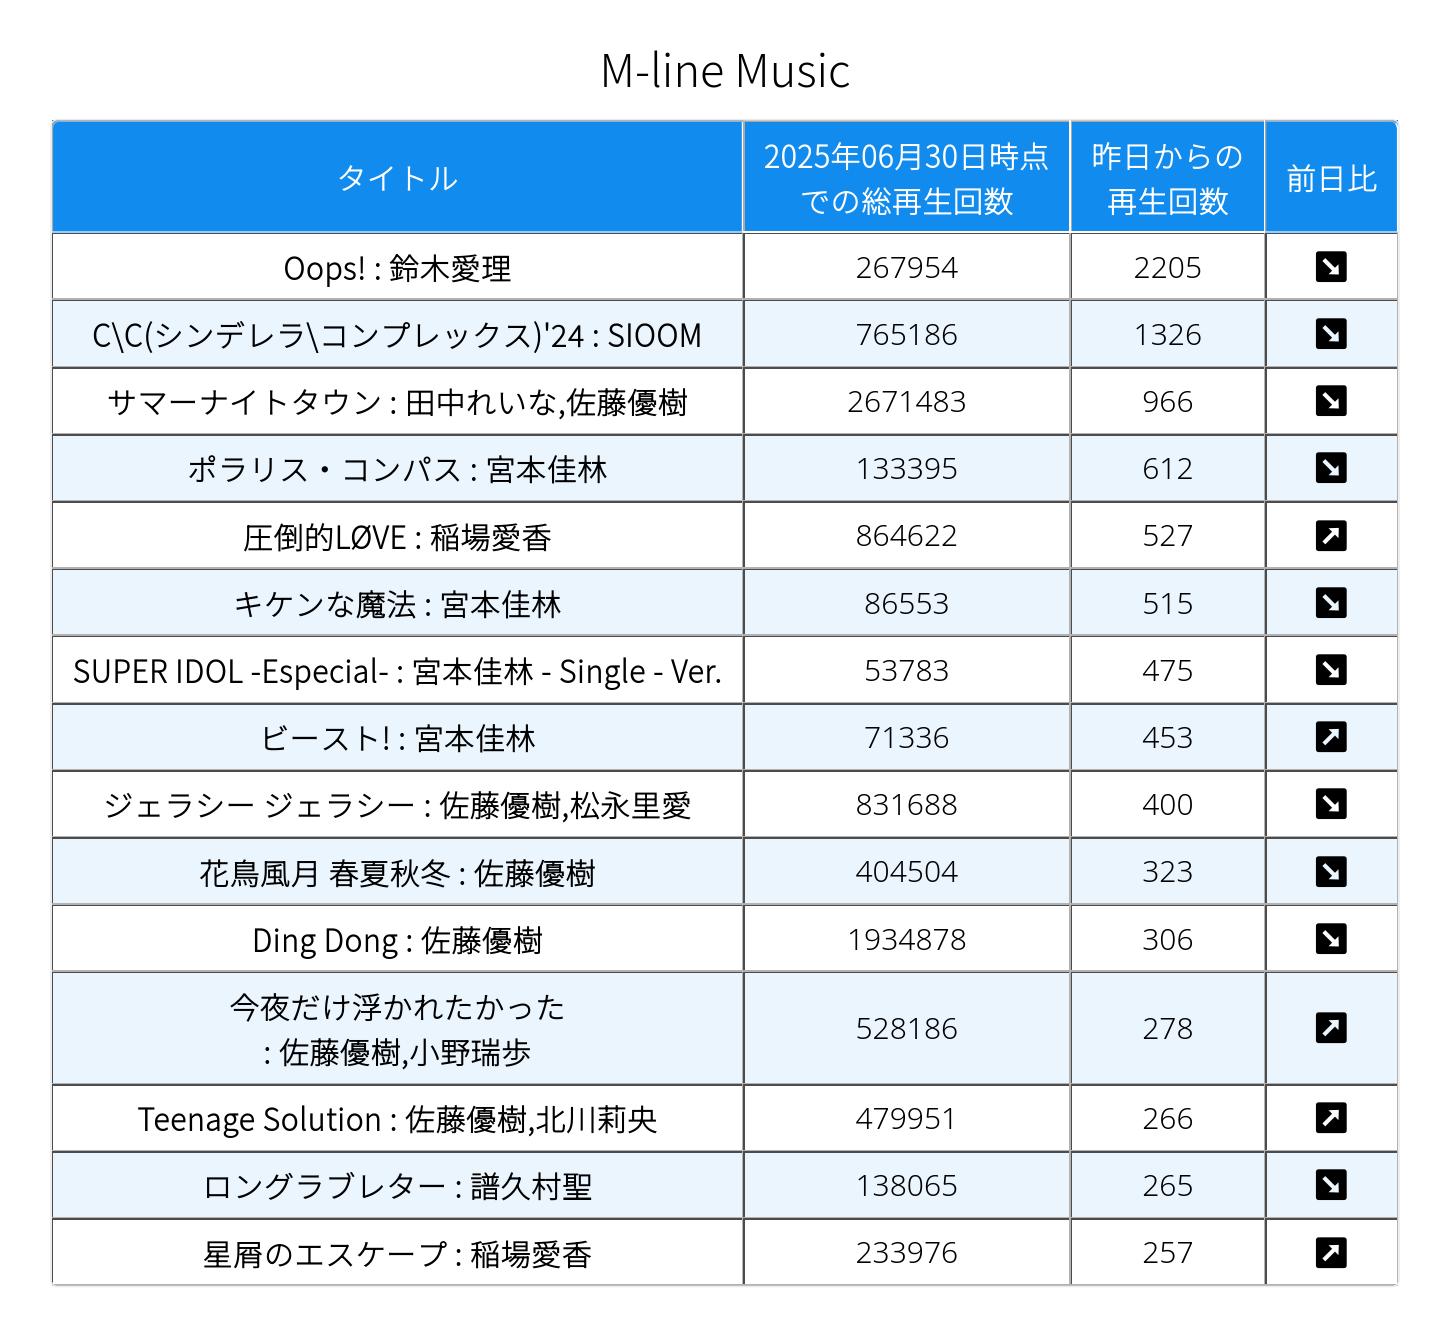 M-line Music
タイトル
2025年06月30日時点
での総再生回数
昨日からの
再生回数
前日比
Oops! : 鈴木愛理 267954 2205
C\C(シンデレラ\コンプレックス)'24 : SIOOM 765186 1326
サマーナイトタウン : 田中れいな,佐藤優樹 2671483 966
ポラリス・コンパス : 宮本佳林 133395 612
圧倒的LØVE : 稲場愛香 864622 527
キケンな魔法 : 宮本佳林 86553 515
SUPER IDOL -Especial- : 宮本佳林 - Single - Ver. 53783 475
ビースト! : 宮本佳林 71336 453
ジェラシー ジェラシー : 佐藤優樹,松永里愛 831688 400
花鳥風月 春夏秋冬 : 佐藤優樹 404504 323
Ding Dong : 佐藤優樹 1934878 306
今夜だけ浮かれたかった
: 佐藤優樹,小野瑞歩 528186 278
Teenage Solution : 佐藤優樹,北川莉央 479951 266
ロングラブレター : 譜久村聖 138065 265
星屑のエスケープ : 稲場愛香 233976 257